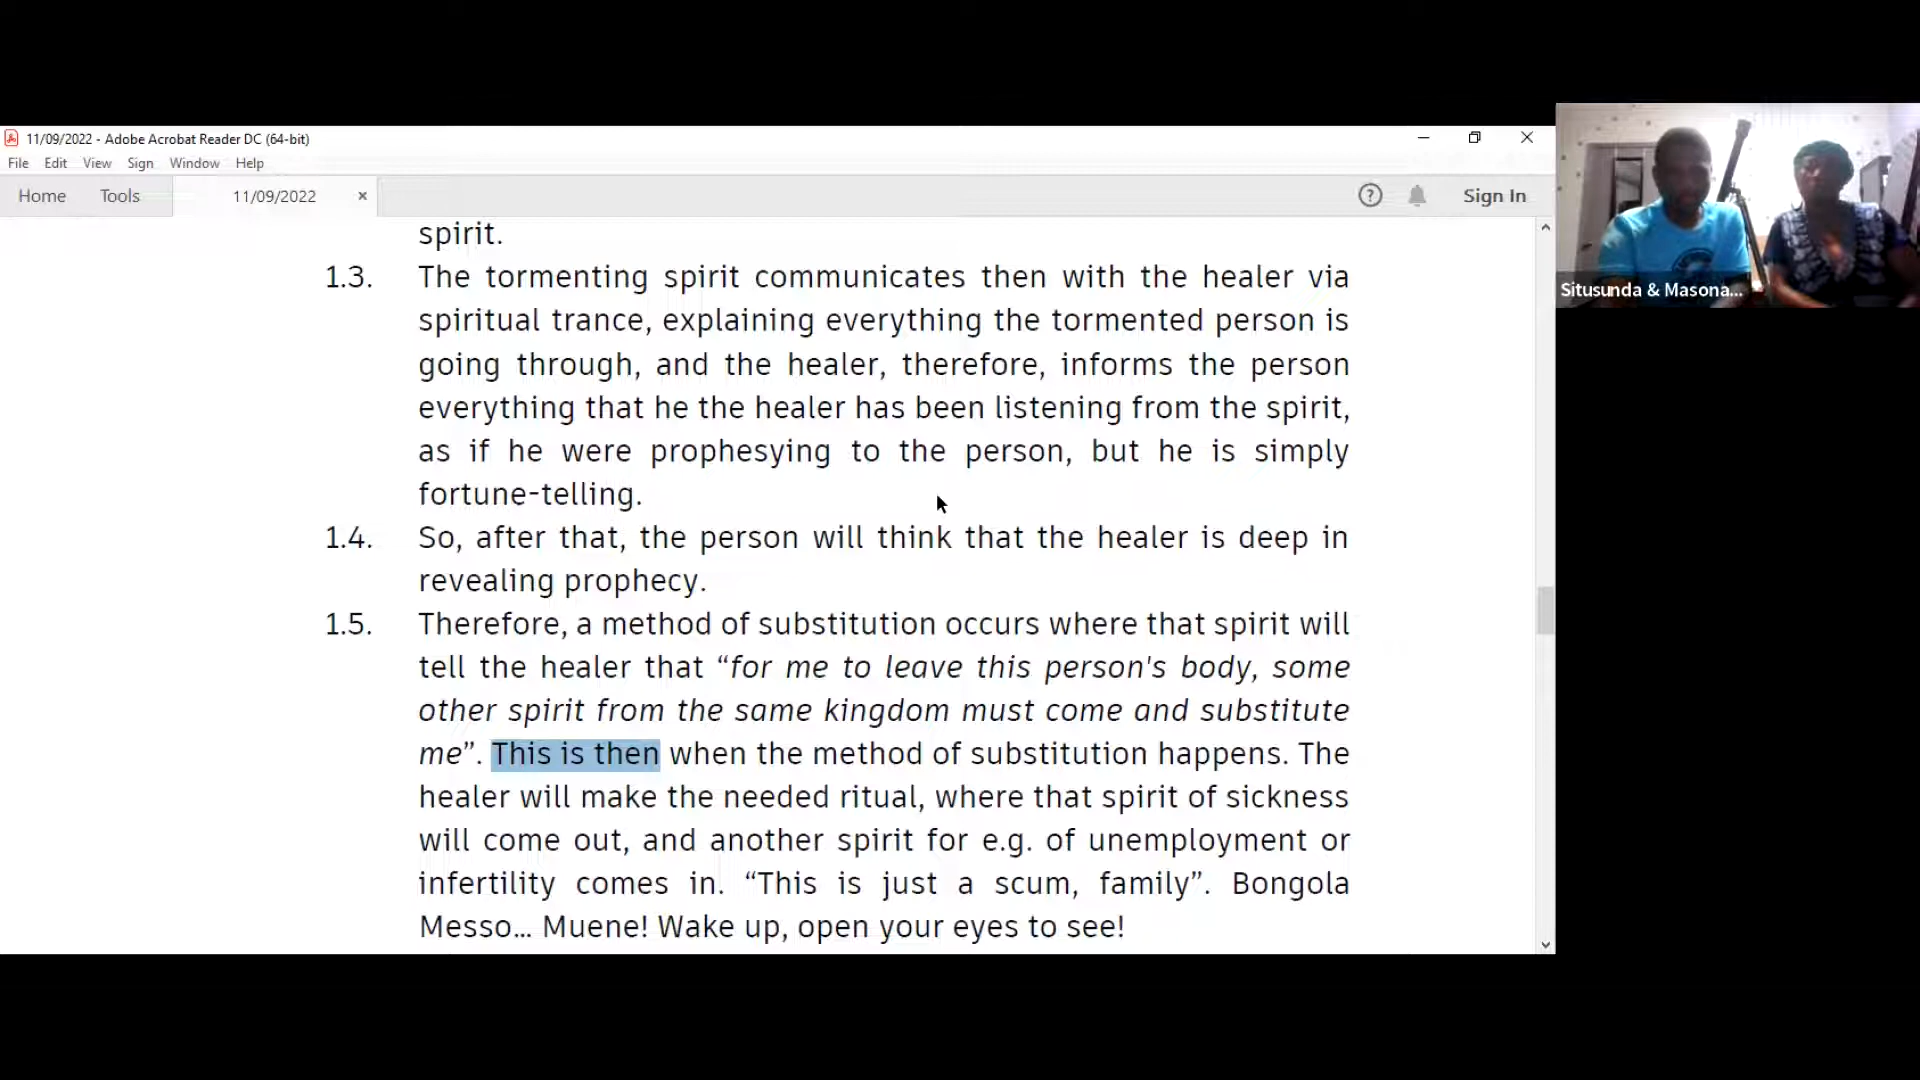 11/09/2022 - Adobe Acrobat Reader DC (64-bit)
File Edit View Sign Window Help
Home Tools 11/09/2022 Sign In
spirit.
1.3. The tormenting spirit communicates then with the healer via
spiritual trance, explaining everything the tormented person is
going through, and the healer, therefore, informs the person
everything that he the healer has been listening from the spirit,
as if he were prophesying to the person, but he is simply
fortune-telling.
1.4. So, after that, the person will think that the healer is deep in
revealing prophecy.
1.5. Therefore, a method of substitution occurs where that spirit will
tell the healer that “for me to leave this person's body, some
other spirit from the same kingdom must come and substitute
me”. This is then when the method of substitution happens. The
healer will make the needed ritual, where that spirit of sickness
will come out, and another spirit for e.g. of unemployment or
infertility comes in. “This is just a scum, family”. Bongola
Messo... Muene! Wake up, open your eyes to see!
Situsunda & Masona...